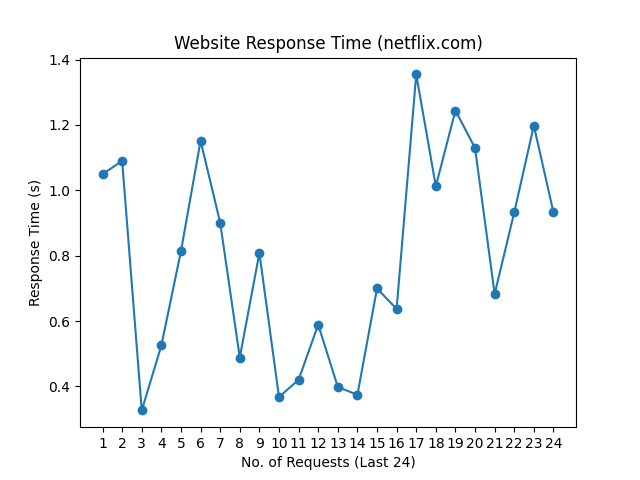 Website Response Time (netflix.com)
1.4
1.2
1.0
0.8
0.6
0.4
Response Time (s)
1 2 3 4 5 6 7 8 9 10 11 12 13 14 15 16 17 18 19 20 21 22 23 24
No. of Requests (Last 24)